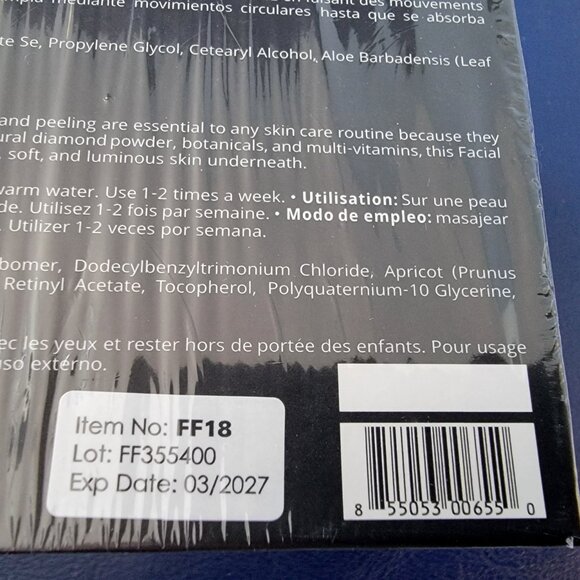 en faisant des mouvements
mediante movimientos circulares hasta que se absorba
Se, Propylene Glycol, Cetearyl Alcohol, Aloe Barbadensis (Leaf
and peeling are essential to any skin care routine because they
diamond powder, botanicals, and multi-vitamins, this Facial
soft, and luminous skin underneath.
warm water. Use 1-2 times a week. • Utilisation: Sur une peau
de. Utilisez 1-2 fois par semaine. • Modo de empleo: masajear
. Utilizer 1-2 veces por semana.
bomer, Dodecylbenzyltrimonium Chloride, Apricot (Prunus
Retinyl Acetate, Tocopherol, Polyquaternium-10 Glycerine,
ec les yeux et rester hors de portée des enfants. Pour usage
uso externo.
Item No: FF18
Lot: FF355400
Exp Date: 03/2027
8 55053 00655 0